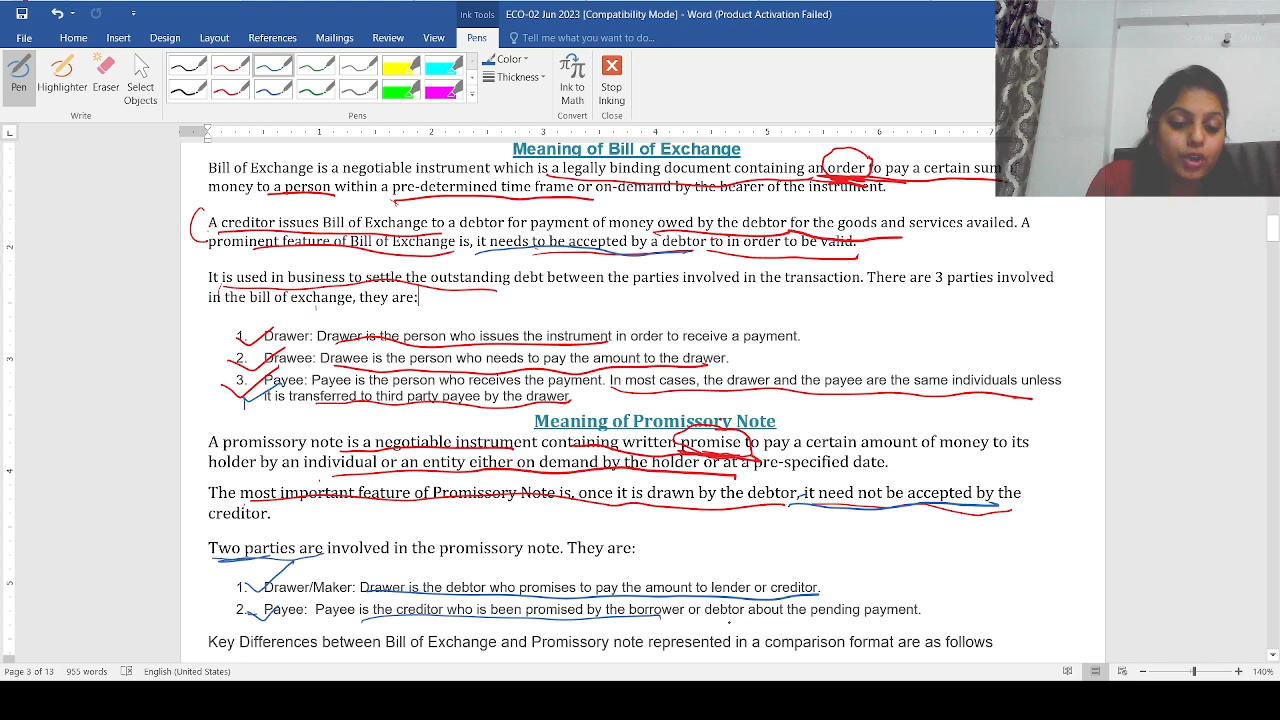 Ink Tools
ECO-02 Jun 2023 [Compatibility Mode] - Word (Product Activation Failed)
File Home Insert Design Layout References Mailings Review View Pens Tell me what you want to do...
Pen Highlighter Eraser Select Objects
Color
Thickness
Ink to Math
Stop Inking
Write Pens Convert Close
1 2 3 4 5 6 7
Meaning of Bill of Exchange
Bill of Exchange is a negotiable instrument which is a legally binding document containing an order to pay a certain sum
money to a person within a pre-determined time frame or on-demand by the bearer of the instrument.
A creditor issues Bill of Exchange to a debtor for payment of money owed by the debtor for the goods and services availed. A
prominent feature of Bill of Exchange is, it needs to be accepted by a debtor to in order to be valid.
It is used in business to settle the outstanding debt between the parties involved in the transaction. There are 3 parties involved
in the bill of exchange, they are:
1. Drawer: Drawer is the person who issues the instrument in order to receive a payment.
2. Drawee: Drawee is the person who needs to pay the amount to the drawer.
3. Payee: Payee is the person who receives the payment. In most cases, the drawer and the payee are the same individuals unless
it is transferred to third party payee by the drawer.
Meaning of Promissory Note
A promissory note is a negotiable instrument containing written promise to pay a certain amount of money to its
holder by an individual or an entity either on demand by the holder or at a pre-specified date.
The most important feature of Promissory Note is, once it is drawn by the debtor, it need not be accepted by the
creditor.
Two parties are involved in the promissory note. They are:
1. Drawer/Maker: Drawer is the debtor who promises to pay the amount to lender or creditor.
2. Payee: Payee is the creditor who is been promised by the borrower or debtor about the pending payment.
Key Differences between Bill of Exchange and Promissory note represented in a comparison format are as follows
Page 3 of 13 955 words English (United States) 140%